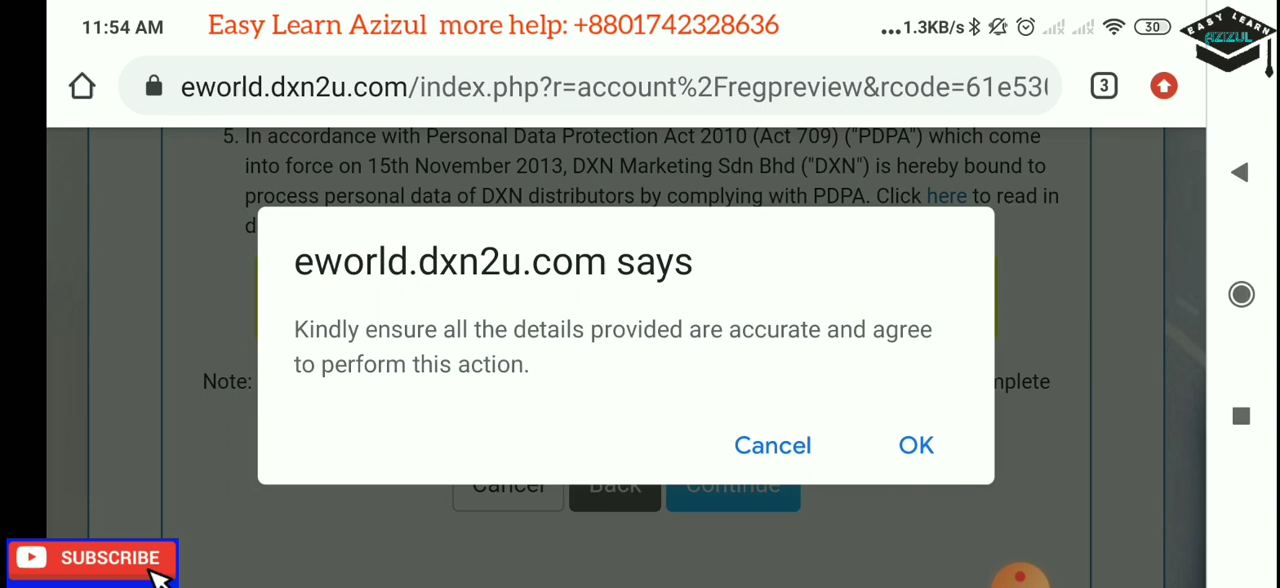 11:54 AM Easy Learn Azizul more help: +8801742328636 ...1.3KB/s 30
EASY LEARN
AZIZUL
eworld.dxn2u.com/index.php?r=account%2Fregpreview&rcode=61e530 3
5. In accordance with Personal Data Protection Act 2010 (Act 709) ("PDPA") which come
into force on 15th November 2013, DXN Marketing Sdn Bhd ("DXN") is hereby bound to
process personal data of DXN distributors by complying with PDPA. Click here to read in
eworld.dxn2u.com says
Kindly ensure all the details provided are accurate and agree
to perform this action.
Note:
Cancel OK
Cancel Back Continue
SUBSCRIBE